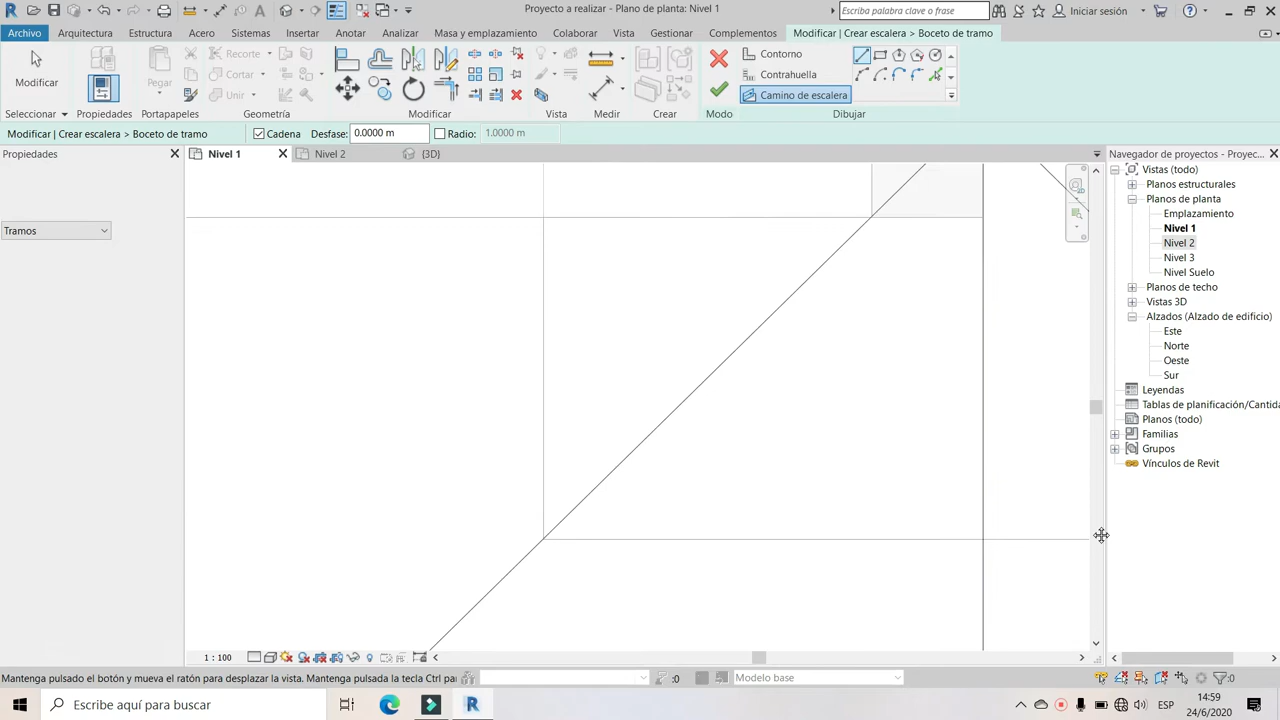 Proyecto a realizar - Plano de planta: Nivel 1
Escriba palabra clave o frase
Iniciar sesión
Archivo Arquitectura Estructura Acero Sistemas Insertar Anotar Analizar Masa y emplazamiento Colaborar Vista Gestionar Complementos Modificar | Crear escalera > Boceto de tramo
Modificar
Pegar
Recortar
Cortar
Unir
Contorno
Contrahuella
Camino de escalera
Seleccionar Propiedades Portapapeles Geometría Modificar Vista Medir Crear Modo Dibujar
Modificar | Crear escalera > Boceto de tramo Cadena Desfase: 0.0000 m Radio: 1.0000 m
Propiedades
Nivel 1 Nivel 2 {3D}
Navegador de proyectos - Proyec...
Tramos
Vistas (todo)
Planos estructurales
Planos de planta
Emplazamiento
Nivel 1
Nivel 2
Nivel 3
Nivel Suelo
Planos de techo
Vistas 3D
Alzados (Alzado de edificio)
Este
Norte
Oeste
Sur
Leyendas
Tablas de planificación/Cantida
Planos (todo)
Familias
Grupos
Vínculos de Revit
1 : 100
Mantenga pulsado el botón y mueva el ratón para desplazar la vista. Mantenga pulsada la tecla Ctrl pa :0 Modelo base :0
Escribe aquí para buscar
ESP
14:59
24/6/2020